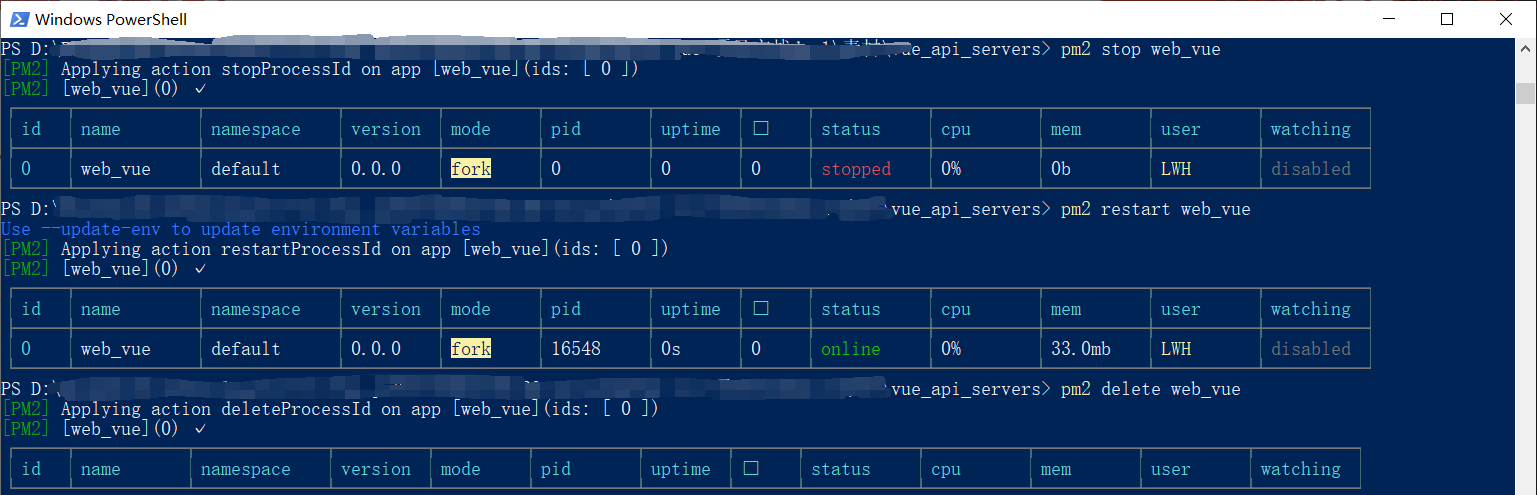 Windows PowerShell
PS D:\ vue_api_servers> pm2 stop web_vue
[PM2] Applying action stopProcessId on app [web_vue](ids: [ 0 ])
[PM2] [web_vue](0) ✓
id name namespace version mode pid uptime □ status cpu mem user watching
0 web_vue default 0.0.0 fork 0 0 0 stopped 0% 0b LWH disabled
PS D:\ \vue_api_servers> pm2 restart web_vue
Use --update-env to update environment variables
[PM2] Applying action restartProcessId on app [web_vue](ids: [ 0 ])
[PM2] [web_vue](0) ✓
id name namespace version mode pid uptime □ status cpu mem user watching
0 web_vue default 0.0.0 fork 16548 0s 0 online 0% 33.0mb LWH disabled
PS D:\ \vue_api_servers> pm2 delete web_vue
[PM2] Applying action deleteProcessId on app [web_vue](ids: [ 0 ])
[PM2] [web_vue](0) ✓
id name namespace version mode pid uptime □ status cpu mem user watching